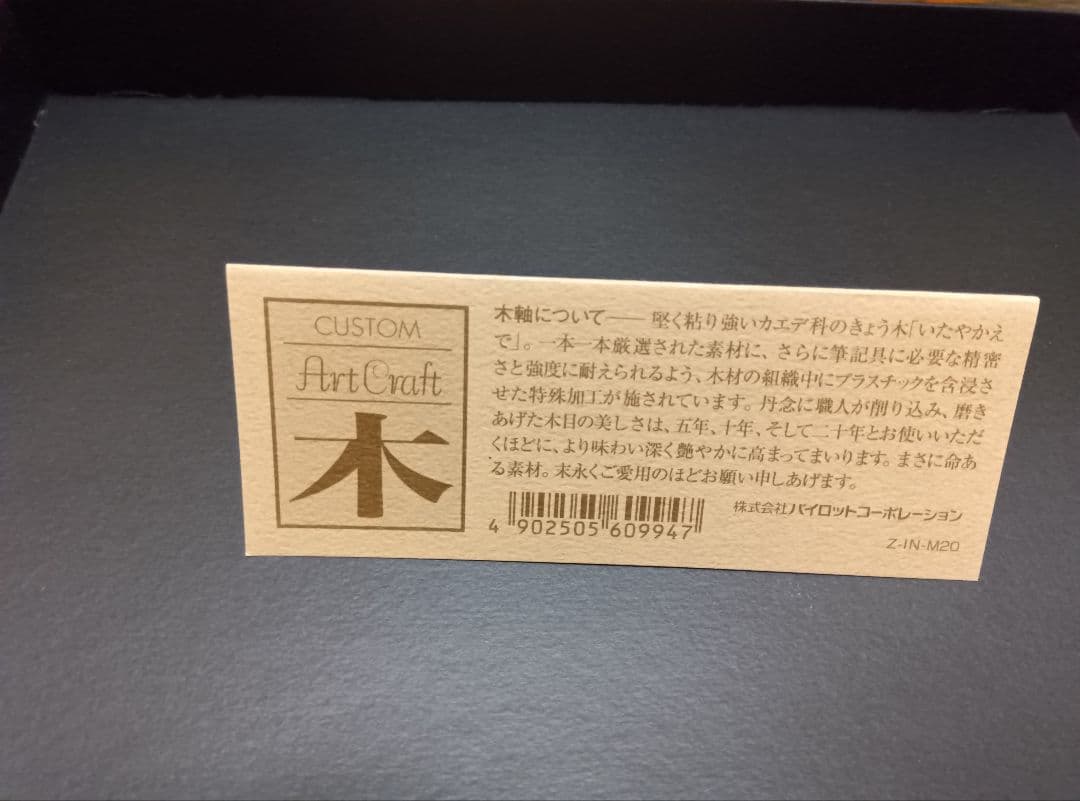 CUSTOM
Art Craft
木
木軸について── 堅く粘り強いカエデ科のきょう木「いたやかえ
で」。一本一本厳選された素材に、さらに筆記具に必要な精密
さと強度に耐えられるよう、木材の組織中にプラスチックを含浸さ
せた特殊加工が施されています。丹念に職人が削り込み、磨き
あげた木目の美しさは、五年、十年、そして二十年とお使いいただ
くほどに、より味わい深く艶やかに高まってまいります。まさに命あ
る素材。末永くご愛用のほどお願い申しあげます。
株式会社パイロットコーポレーション
4 902505 609947
Z-IN-M20